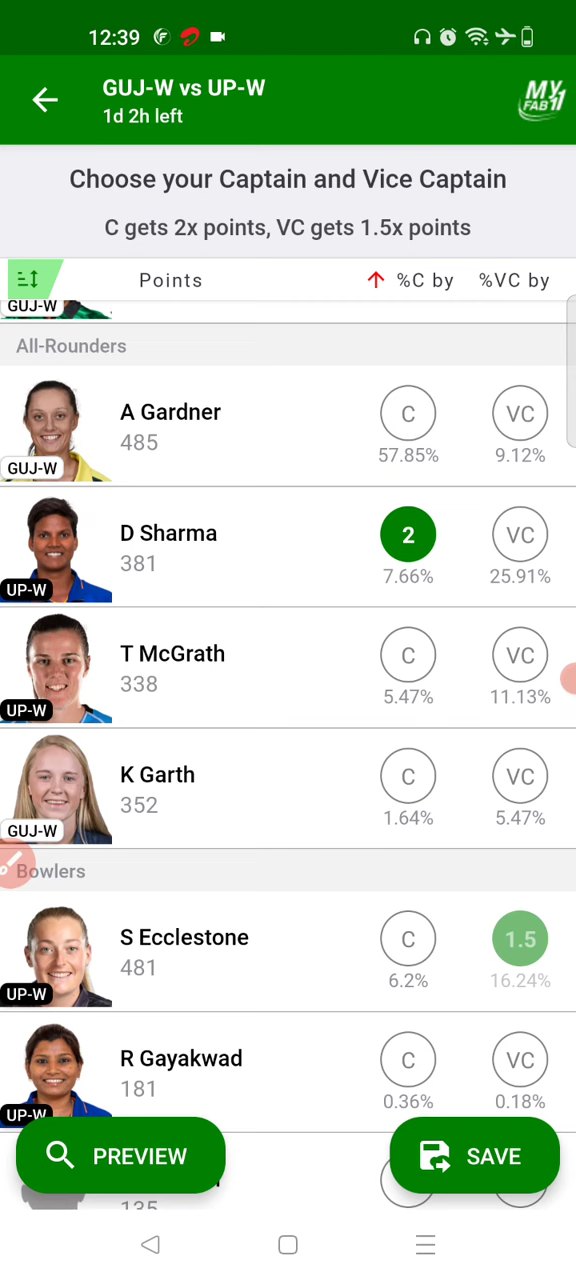 12:39
GUJ-W vs UP-W
1d 2h left
MY FAB11
Choose your Captain and Vice Captain
C gets 2x points, VC gets 1.5x points
Points %C by %VC by
GUJ-W
All-Rounders
A Gardner
485
GUJ-W
C VC
57.85% 9.12%
D Sharma
381
UP-W
2 VC
7.66% 25.91%
T McGrath
338
UP-W
C VC
5.47% 11.13%
K Garth
352
GUJ-W
C VC
1.64% 5.47%
Bowlers
S Ecclestone
481
UP-W
C 1.5
6.2% 16.24%
R Gayakwad
181
UP-W
C VC
0.36% 0.18%
PREVIEW SAVE
135